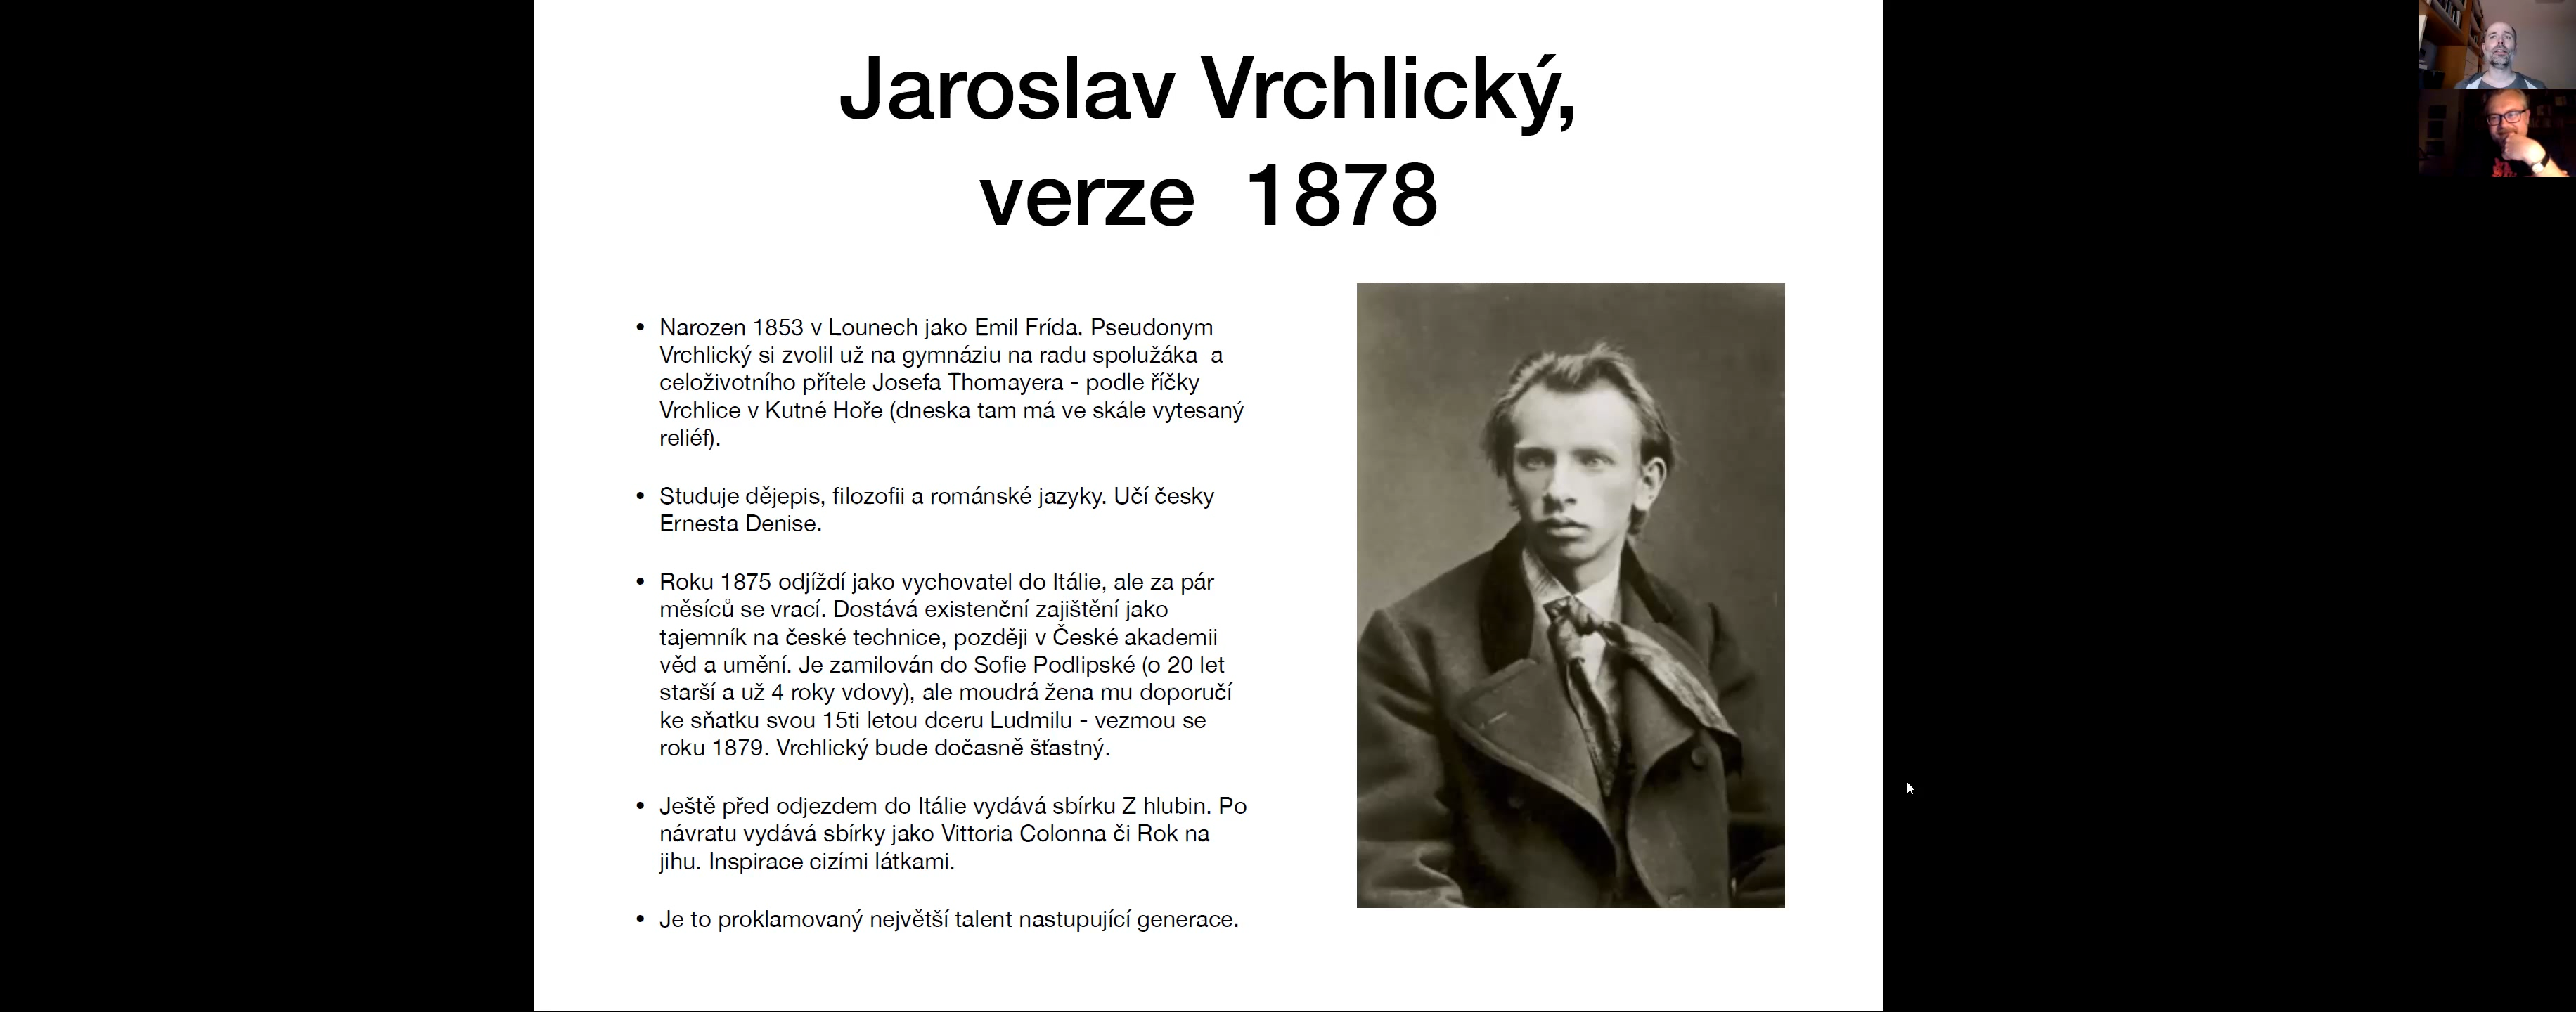 Jaroslav Vrchlický,
verze 1878
• Narozen 1853 v Lounech jako Emil Frída. Pseudonym
Vrchlický si zvolil už na gymnáziu na radu spolužáka a
celoživotního přítele Josefa Thomayera - podle říčky
Vrchlice v Kutné Hoře (dneska tam má ve skále vytesaný
reliéf).
• Studuje dějepis, filozofii a románské jazyky. Učí česky
Ernesta Denise.
• Roku 1875 odjíždí jako vychovatel do Itálie, ale za pár
měsíců se vrací. Dostává existenční zajištění jako
tajemník na české technice, později v České akademii
věd a umění. Je zamilován do Sofie Podlipské (o 20 let
starší a už 4 roky vdovy), ale moudrá žena mu doporučí
ke sňatku svou 15ti letou dceru Ludmilu - vezmou se
roku 1879. Vrchlický bude dočasně šťastný.
• Ještě před odjezdem do Itálie vydává sbírku Z hlubin. Po
návratu vydává sbírky jako Vittoria Colonna či Rok na
jihu. Inspirace cizími látkami.
• Je to proklamovaný největší talent nastupující generace.